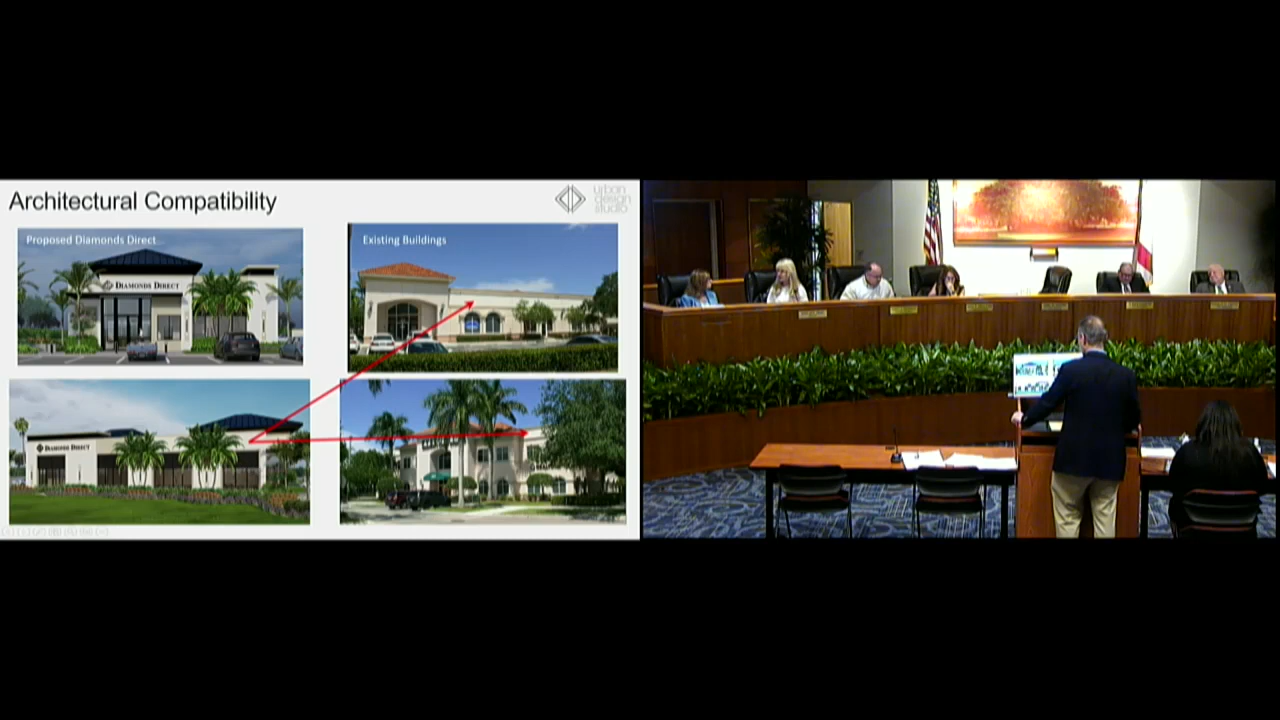 Architectural Compatibility
urban
design
studio
Proposed Diamonds Direct
DIAMONDS DIRECT
Existing Buildings
DIAMONDS DIRECT